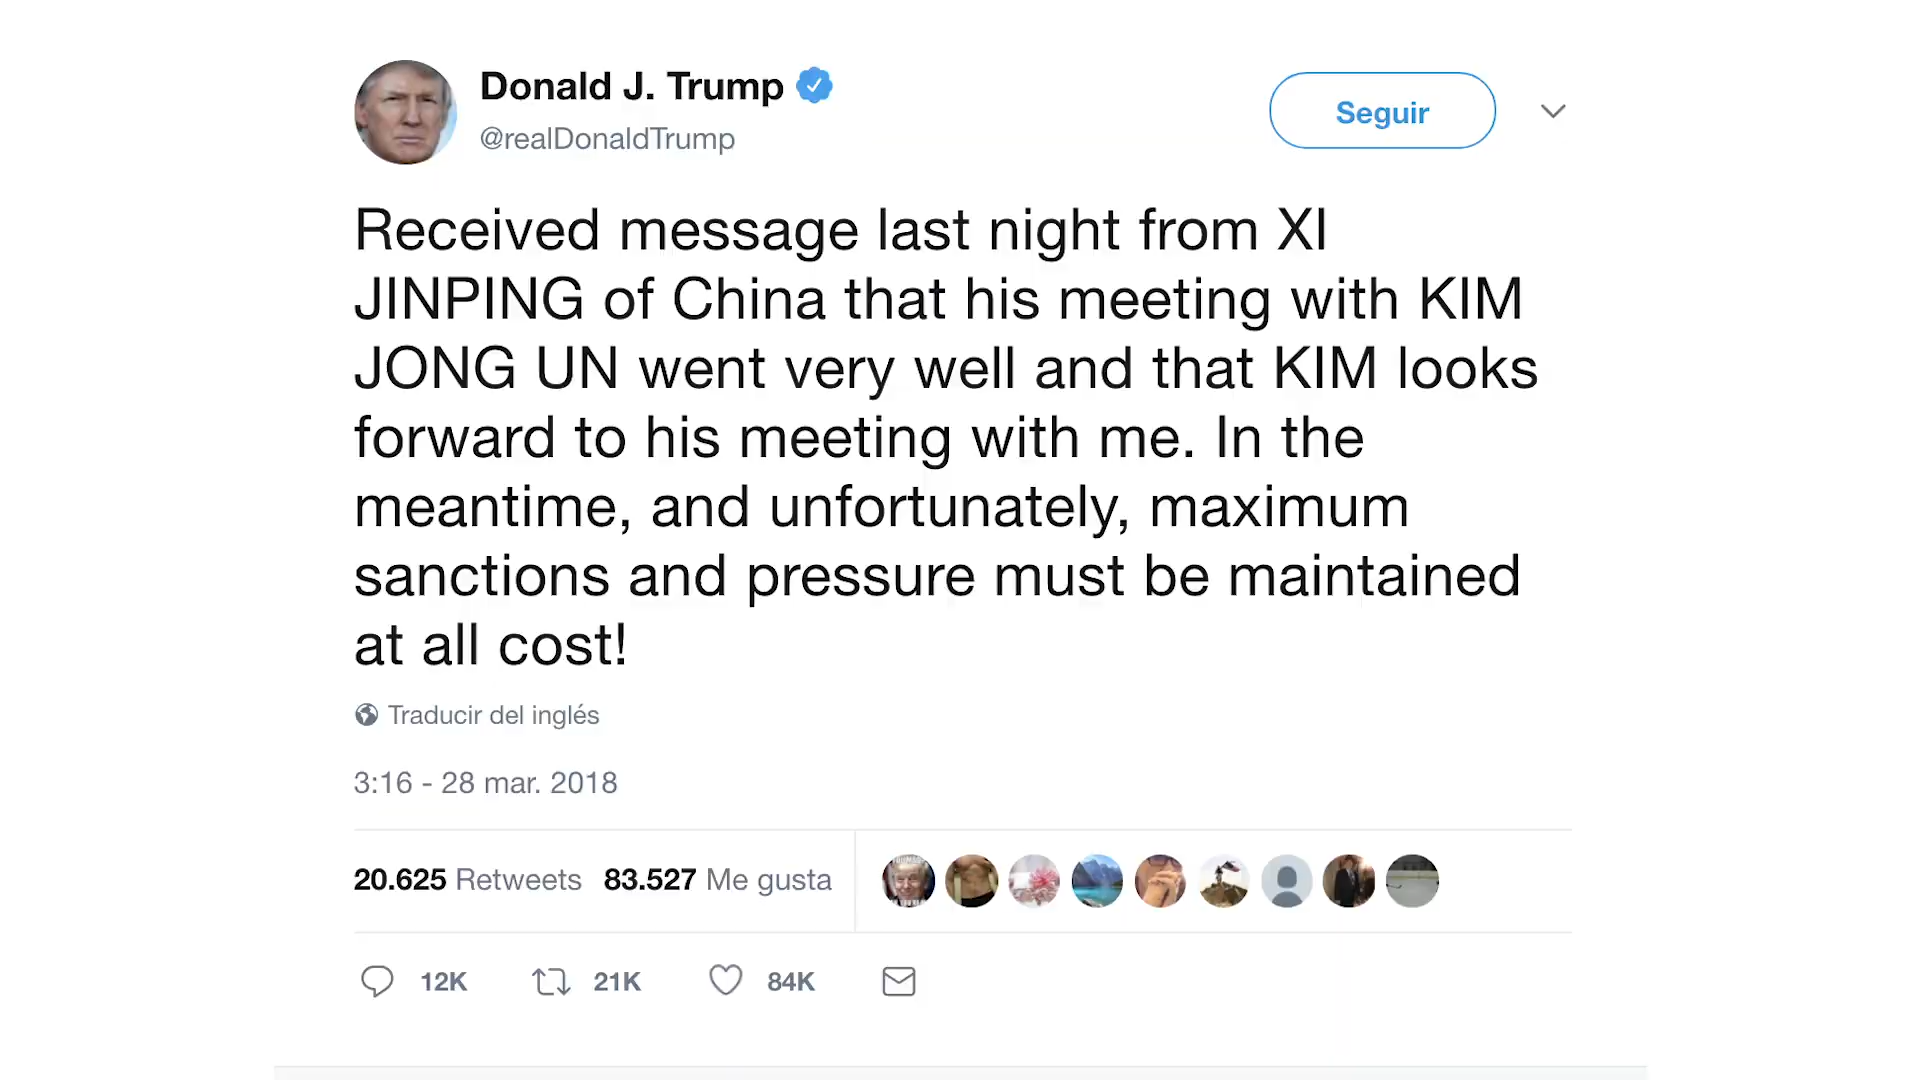 Donald J. Trump
@realDonaldTrump
Seguir
Received message last night from XI
JINPING of China that his meeting with KIM
JONG UN went very well and that KIM looks
forward to his meeting with me. In the
meantime, and unfortunately, maximum
sanctions and pressure must be maintained
at all cost!
Traducir del inglés
3:16 - 28 mar. 2018
20.625 Retweets 83.527 Me gusta
12K 21K 84K